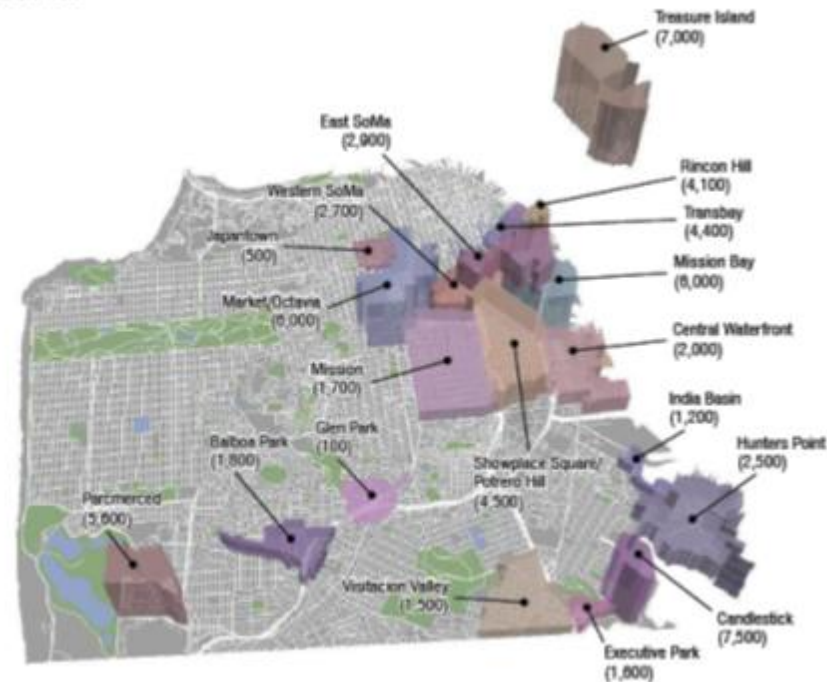 Treasure Island
(7,000)
East SoMa
(2,900)
Rincon Hill
(4,100)
Western SoMa
(2,700)
Transbay
(4,400)
Japantown
(500)
Mission Bay
(6,000)
Market/Octavia
(6,000)
Central Waterfront
(2,000)
Mission
(1,700)
India Basin
(1,200)
Glen Park
(100)
Balboa Park
(1,800)
Hunters Point
(2,500)
Showplace Square/
Potrero Hill
(4,500)
Parcmerced
(5,600)
Visitacion Valley
(1,500)
Candlestick
(7,500)
Executive Park
(1,600)